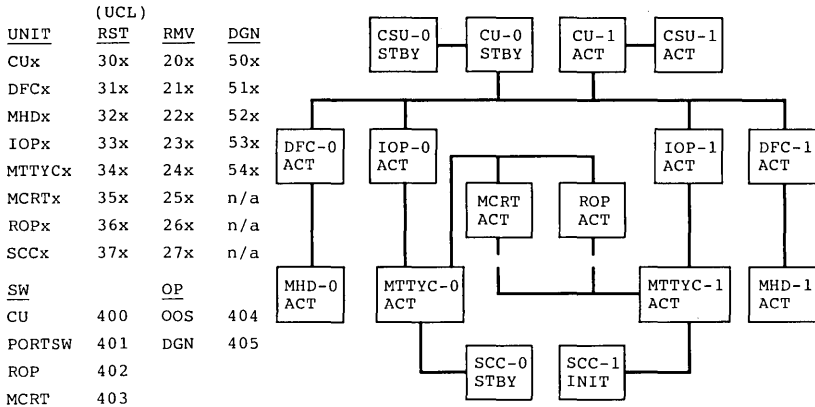 (UCL)
UNIT RST RMV DGN
CUx 30x 20x 50x
DFCx 31x 21x 51x
MHDx 32x 22x 52x
IOPx 33x 23x 53x
MTTYCx 34x 24x 54x
MCRTx 35x 25x n/a
ROPx 36x 26x n/a
SCCx 37x 27x n/a
SW OP
CU 400 OOS 404
PORTSW 401 DGN 405
ROP 402
MCRT 403
CSU-0
STBY
CU-0
STBY
CU-1
ACT
CSU-1
ACT
DFC-0
ACT
IOP-0
ACT
IOP-1
ACT
DFC-1
ACT
MCRT
ACT
ROP
ACT
MHD-0
ACT
MTTYC-0
ACT
MTTYC-1
ACT
MHD-1
ACT
SCC-0
STBY
SCC-1
INIT